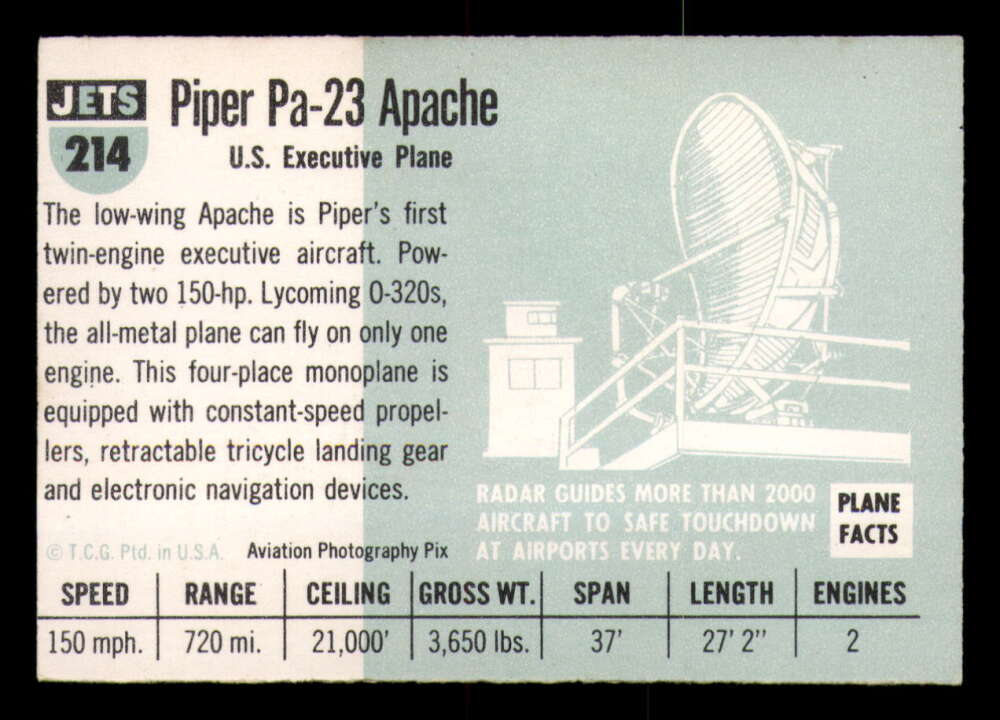 JETS
214
Piper Pa-23 Apache
U.S. Executive Plane
The low-wing Apache is Piper's first
twin-engine executive aircraft. Pow-
ered by two 150-hp. Lycoming 0-320s,
the all-metal plane can fly on only one
engine. This four-place monoplane is
equipped with constant-speed propel-
lers, retractable tricycle landing gear
and electronic navigation devices.
© T.C.G. Ptd. in U.S.A. Aviation Photography Pix
RADAR GUIDES MORE THAN 2000
AIRCRAFT TO SAFE TOUCHDOWN
AT AIRPORTS EVERY DAY.
PLANE
FACTS
SPEED RANGE CEILING GROSS WT. SPAN LENGTH ENGINES
150 mph. 720 mi. 21,000' 3,650 lbs. 37' 27' 2" 2